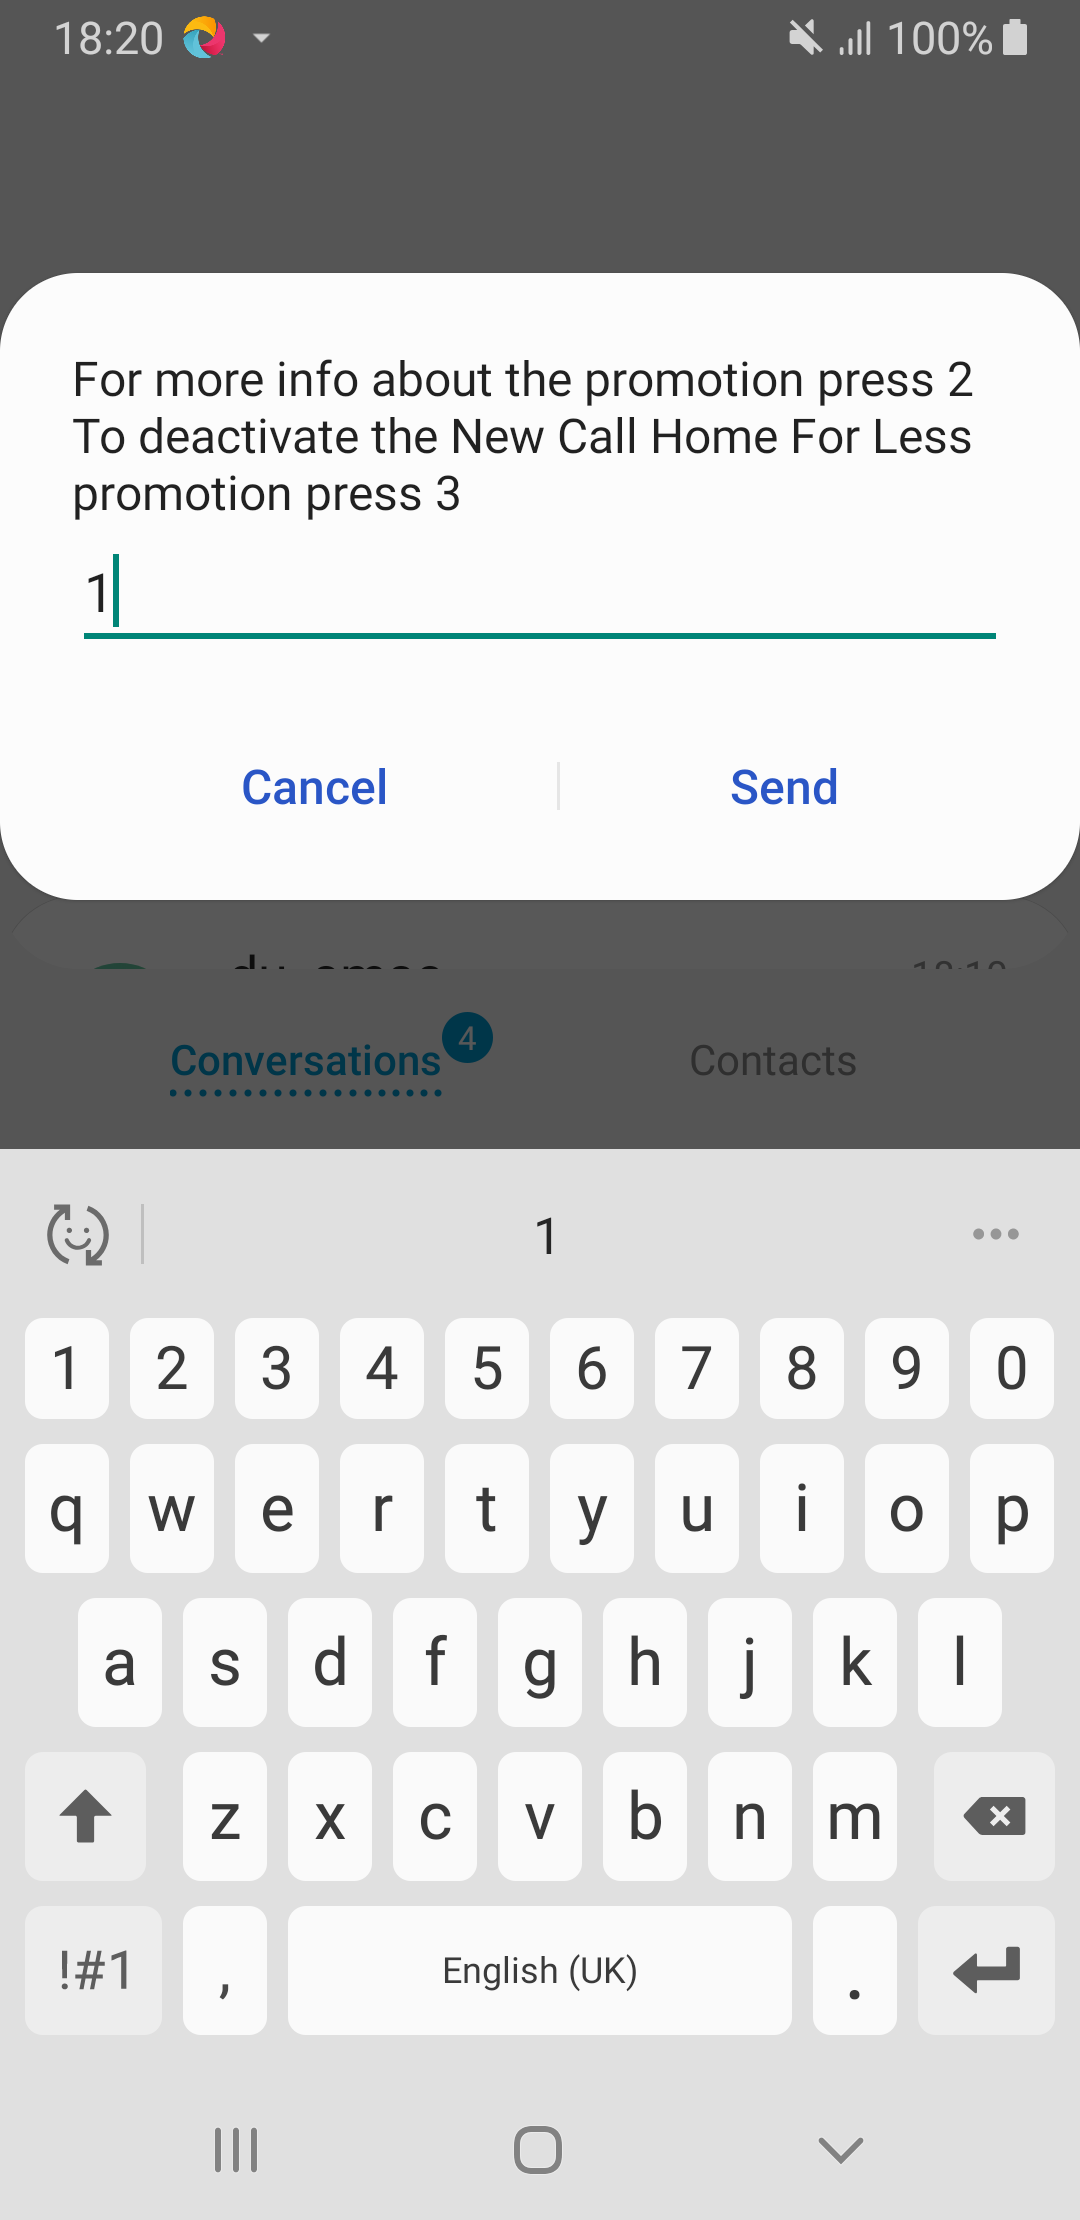 18:20 100%
For more info about the promotion press 2
To deactivate the New Call Home For Less
promotion press 3
1
Cancel Send
Conversations 4 Contacts
1
1 2 3 4 5 6 7 8 9 0
q w e r t y u i o p
a s d f g h j k l
z x c v b n m
!#1 , English (UK) .